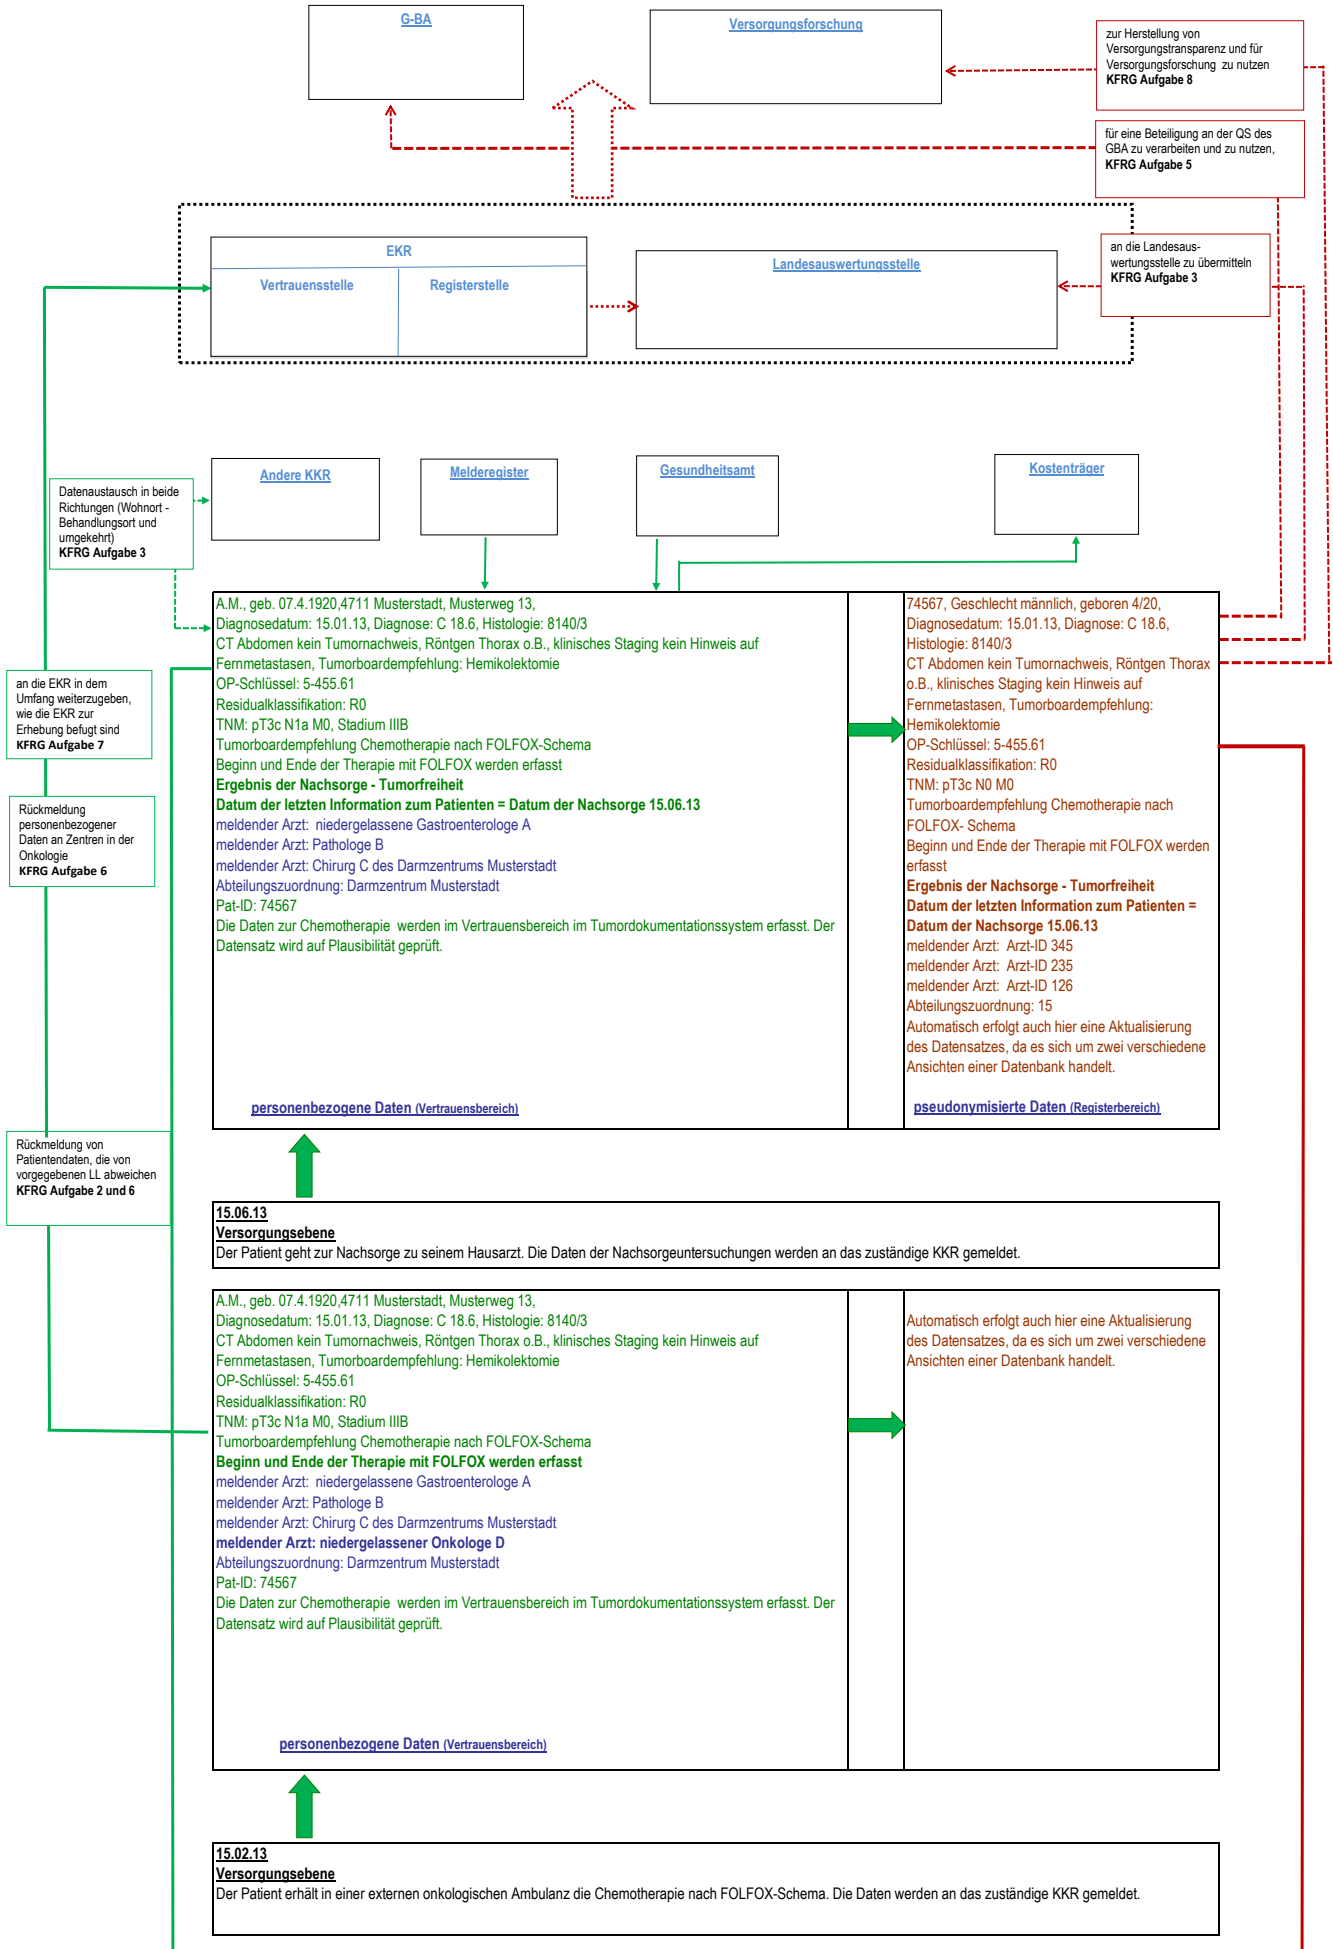 G-BA
Versorgungsforschung
zur Herstellung von
Versorgungstransparenz und für
Versorgungsforschung zu nutzen
KFRG Aufgabe 8
für eine Beteiligung an der QS des
GBA zu verarbeiten und zu nutzen,
KFRG Aufgabe 5
EKR
Vertrauensstelle
Registerstelle
Landesauswertungsstelle
an die Landesaus-
wertungsstelle zu übermitteln
KFRG Aufgabe 3
Andere KKR
Melderegister
Gesundheitsamt
Kostenträger
Datenaustausch in beide
Richtungen (Wohnort -
Behandlungsort und
umgekehrt)
KFRG Aufgabe 3
an die EKR in dem
Umfang weiterzugeben,
wie die EKR zur
Erhebung befugt sind
KFRG Aufgabe 7
Rückmeldung
personenbezogener
Daten an Zentren in der
Onkologie
KFRG Aufgabe 6
Rückmeldung von
Patientendaten, die von
vorgegebenen LL abweichen
KFRG Aufgabe 2 und 6
A.M., geb. 07.4.1920,4711 Musterstadt, Musterweg 13,
Diagnosedatum: 15.01.13, Diagnose: C 18.6, Histologie: 8140/3
CT Abdomen kein Tumornachweis, Röntgen Thorax o.B., klinisches Staging kein Hinweis auf
Fernmetastasen, Tumorboardempfehlung: Hemikolektomie
OP-Schlüssel: 5-455.61
Residualklassifikation: R0
TNM: pT3c N1a M0, Stadium IIIB
Tumorboardempfehlung Chemotherapie nach FOLFOX-Schema
Beginn und Ende der Therapie mit FOLFOX werden erfasst
Ergebnis der Nachsorge - Tumorfreiheit
Datum der letzten Information zum Patienten = Datum der Nachsorge 15.06.13
meldender Arzt: niedergelassene Gastroenterologe A
meldender Arzt: Pathologe B
meldender Arzt: Chirurg C des Darmzentrums Musterstadt
Abteilungszuordnung: Darmzentrum Musterstadt
Pat-ID: 74567
Die Daten zur Chemotherapie werden im Vertrauensbereich im Tumordokumentationssystem erfasst. Der
Datensatz wird auf Plausibilität geprüft.
personenbezogene Daten (Vertrauensbereich)
74567, Geschlecht männlich, geboren 4/20,
Diagnosedatum: 15.01.13, Diagnose: C 18.6,
Histologie: 8140/3
CT Abdomen kein Tumornachweis, Röntgen Thorax
o.B., klinisches Staging kein Hinweis auf
Fernmetastasen, Tumorboardempfehlung:
Hemikolektomie
OP-Schlüssel: 5-455.61
Residualklassifikation: R0
TNM: pT3c N0 M0
Tumorboardempfehlung Chemotherapie nach
FOLFOX- Schema
Beginn und Ende der Therapie mit FOLFOX werden
erfasst
Ergebnis der Nachsorge - Tumorfreiheit
Datum der letzten Information zum Patienten =
Datum der Nachsorge 15.06.13
meldender Arzt: Arzt-ID 345
meldender Arzt: Arzt-ID 235
meldender Arzt: Arzt-ID 126
Abteilungszuordnung: 15
Automatisch erfolgt auch hier eine Aktualisierung
des Datensatzes, da es sich um zwei verschiedene
Ansichten einer Datenbank handelt.
pseudonymisierte Daten (Registerbereich)
15.06.13
Versorgungsebene
Der Patient geht zur Nachsorge zu seinem Hausarzt. Die Daten der Nachsorgeuntersuchungen werden an das zuständige KKR gemeldet.
A.M., geb. 07.4.1920,4711 Musterstadt, Musterweg 13,
Diagnosedatum: 15.01.13, Diagnose: C 18.6, Histologie: 8140/3
CT Abdomen kein Tumornachweis, Röntgen Thorax o.B., klinisches Staging kein Hinweis auf
Fernmetastasen, Tumorboardempfehlung: Hemikolektomie
OP-Schlüssel: 5-455.61
Residualklassifikation: R0
TNM: pT3c N1a M0, Stadium IIIB
Tumorboardempfehlung Chemotherapie nach FOLFOX-Schema
Beginn und Ende der Therapie mit FOLFOX werden erfasst
meldender Arzt: niedergelassene Gastroenterologe A
meldender Arzt: Pathologe B
meldender Arzt: Chirurg C des Darmzentrums Musterstadt
meldender Arzt: niedergelassener Onkologe D
Abteilungszuordnung: Darmzentrum Musterstadt
Pat-ID: 74567
Die Daten zur Chemotherapie werden im Vertrauensbereich im Tumordokumentationssystem erfasst. Der
Datensatz wird auf Plausibilität geprüft.
personenbezogene Daten (Vertrauensbereich)
Automatisch erfolgt auch hier eine Aktualisierung
des Datensatzes, da es sich um zwei verschiedene
Ansichten einer Datenbank handelt.
15.02.13
Versorgungsebene
Der Patient erhält in einer externen onkologischen Ambulanz die Chemotherapie nach FOLFOX-Schema. Die Daten werden an das zuständige KKR gemeldet.